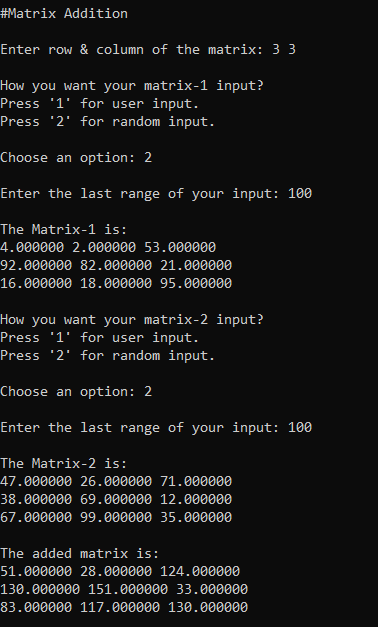 #Matrix Addition
Enter row & column of the matrix: 3 3
How you want your matrix-1 input?
Press '1' for user input.
Press '2' for random input.
Choose an option: 2
Enter the last range of your input: 100
The Matrix-1 is:
4.000000 2.000000 53.000000
92.000000 82.000000 21.000000
16.000000 18.000000 95.000000
How you want your matrix-2 input?
Press '1' for user input.
Press '2' for random input.
Choose an option: 2
Enter the last range of your input: 100
The Matrix-2 is:
47.000000 26.000000 71.000000
38.000000 69.000000 12.000000
67.000000 99.000000 35.000000
The added matrix is:
51.000000 28.000000 124.000000
130.000000 151.000000 33.000000
83.000000 117.000000 130.000000